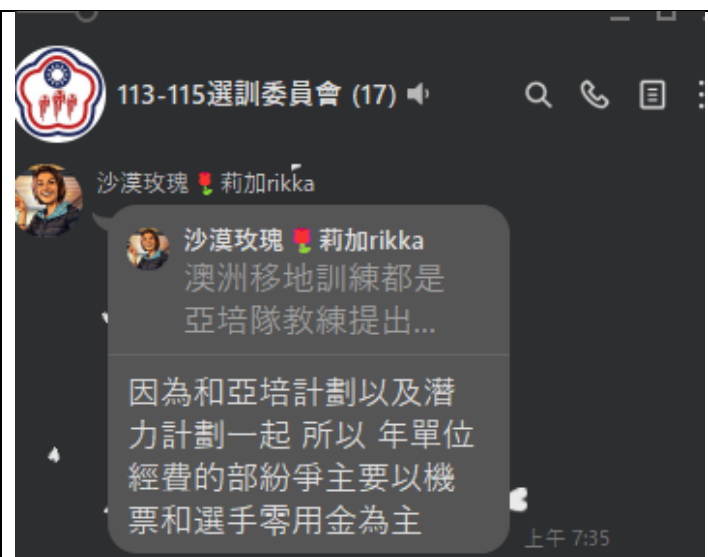 113-115選訓委員會 (17)
沙漠玫瑰🌷莉加rikka
沙漠玫瑰🌷莉加rikka
澳洲移地訓練都是
亞培隊教練提出...
因為和亞培計劃以及潛
力計劃一起 所以 年單位
經費的部紛爭主要以機
票和選手零用金為主
上午 7:35